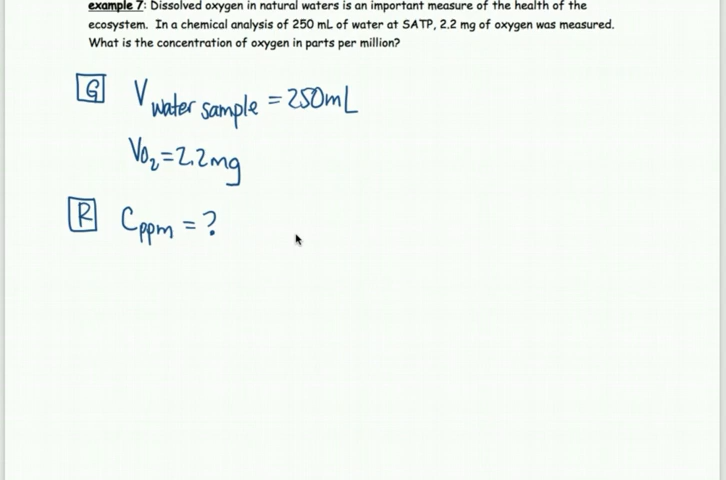 example 7: Dissolved oxygen in natural waters is an important measure of the health of the
ecosystem. In a chemical analysis of 250 mL of water at SATP, 2.2 mg of oxygen was measured.
What is the concentration of oxygen in parts per million?
G V water sample = 250mL
VO₂ = 2.2mg
R Cppm = ?